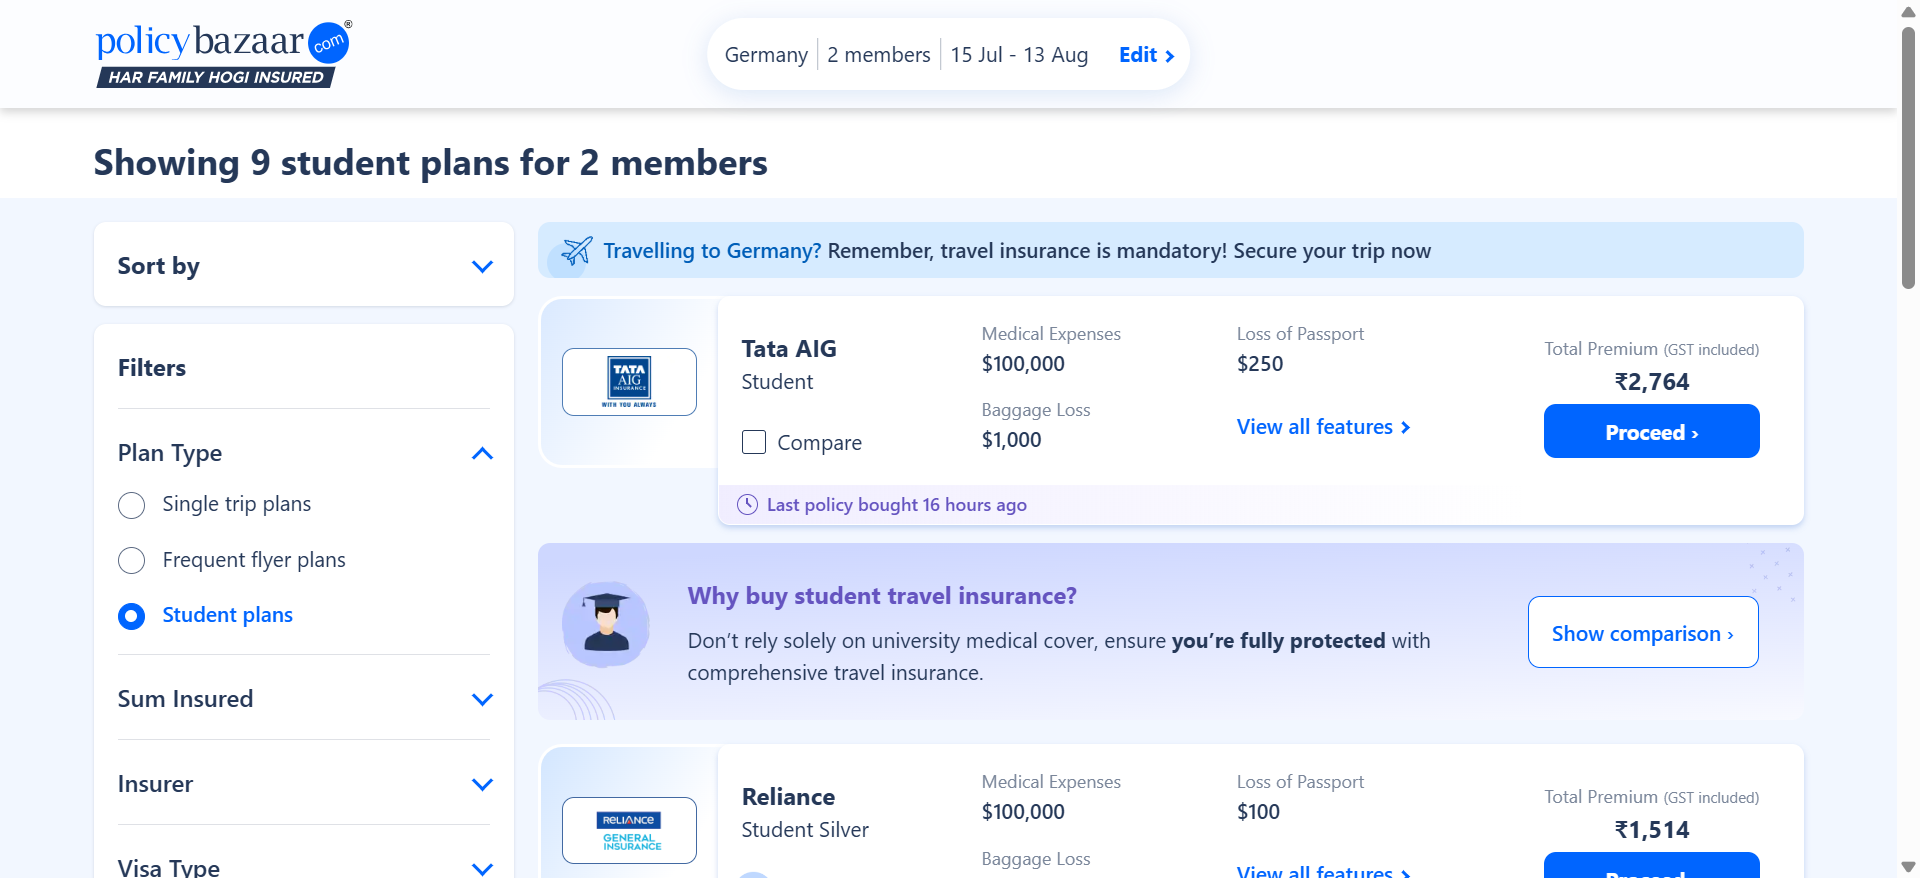 policybazaar.com®
HAR FAMILY HOGI INSURED
Germany 2 members 15 Jul - 13 Aug Edit
Showing 9 student plans for 2 members
Sort by
Filters
Plan Type
Single trip plans
Frequent flyer plans
Student plans
Sum Insured
Insurer
Visa Type
Travelling to Germany? Remember, travel insurance is mandatory! Secure your trip now
TATA
AIG
INSURANCE
WITH YOU ALWAYS
Tata AIG
Student
Compare
Medical Expenses
$100,000
Baggage Loss
$1,000
Loss of Passport
$250
View all features
Total Premium (GST included)
₹2,764
Proceed ›
Last policy bought 16 hours ago
Why buy student travel insurance?
Don’t rely solely on university medical cover, ensure you’re fully protected with
comprehensive travel insurance.
Show comparison ›
RELIANCE
GENERAL
INSURANCE
Reliance
Student Silver
Medical Expenses
$100,000
Baggage Loss
Loss of Passport
$100
View all features
Total Premium (GST included)
₹1,514
Proceed